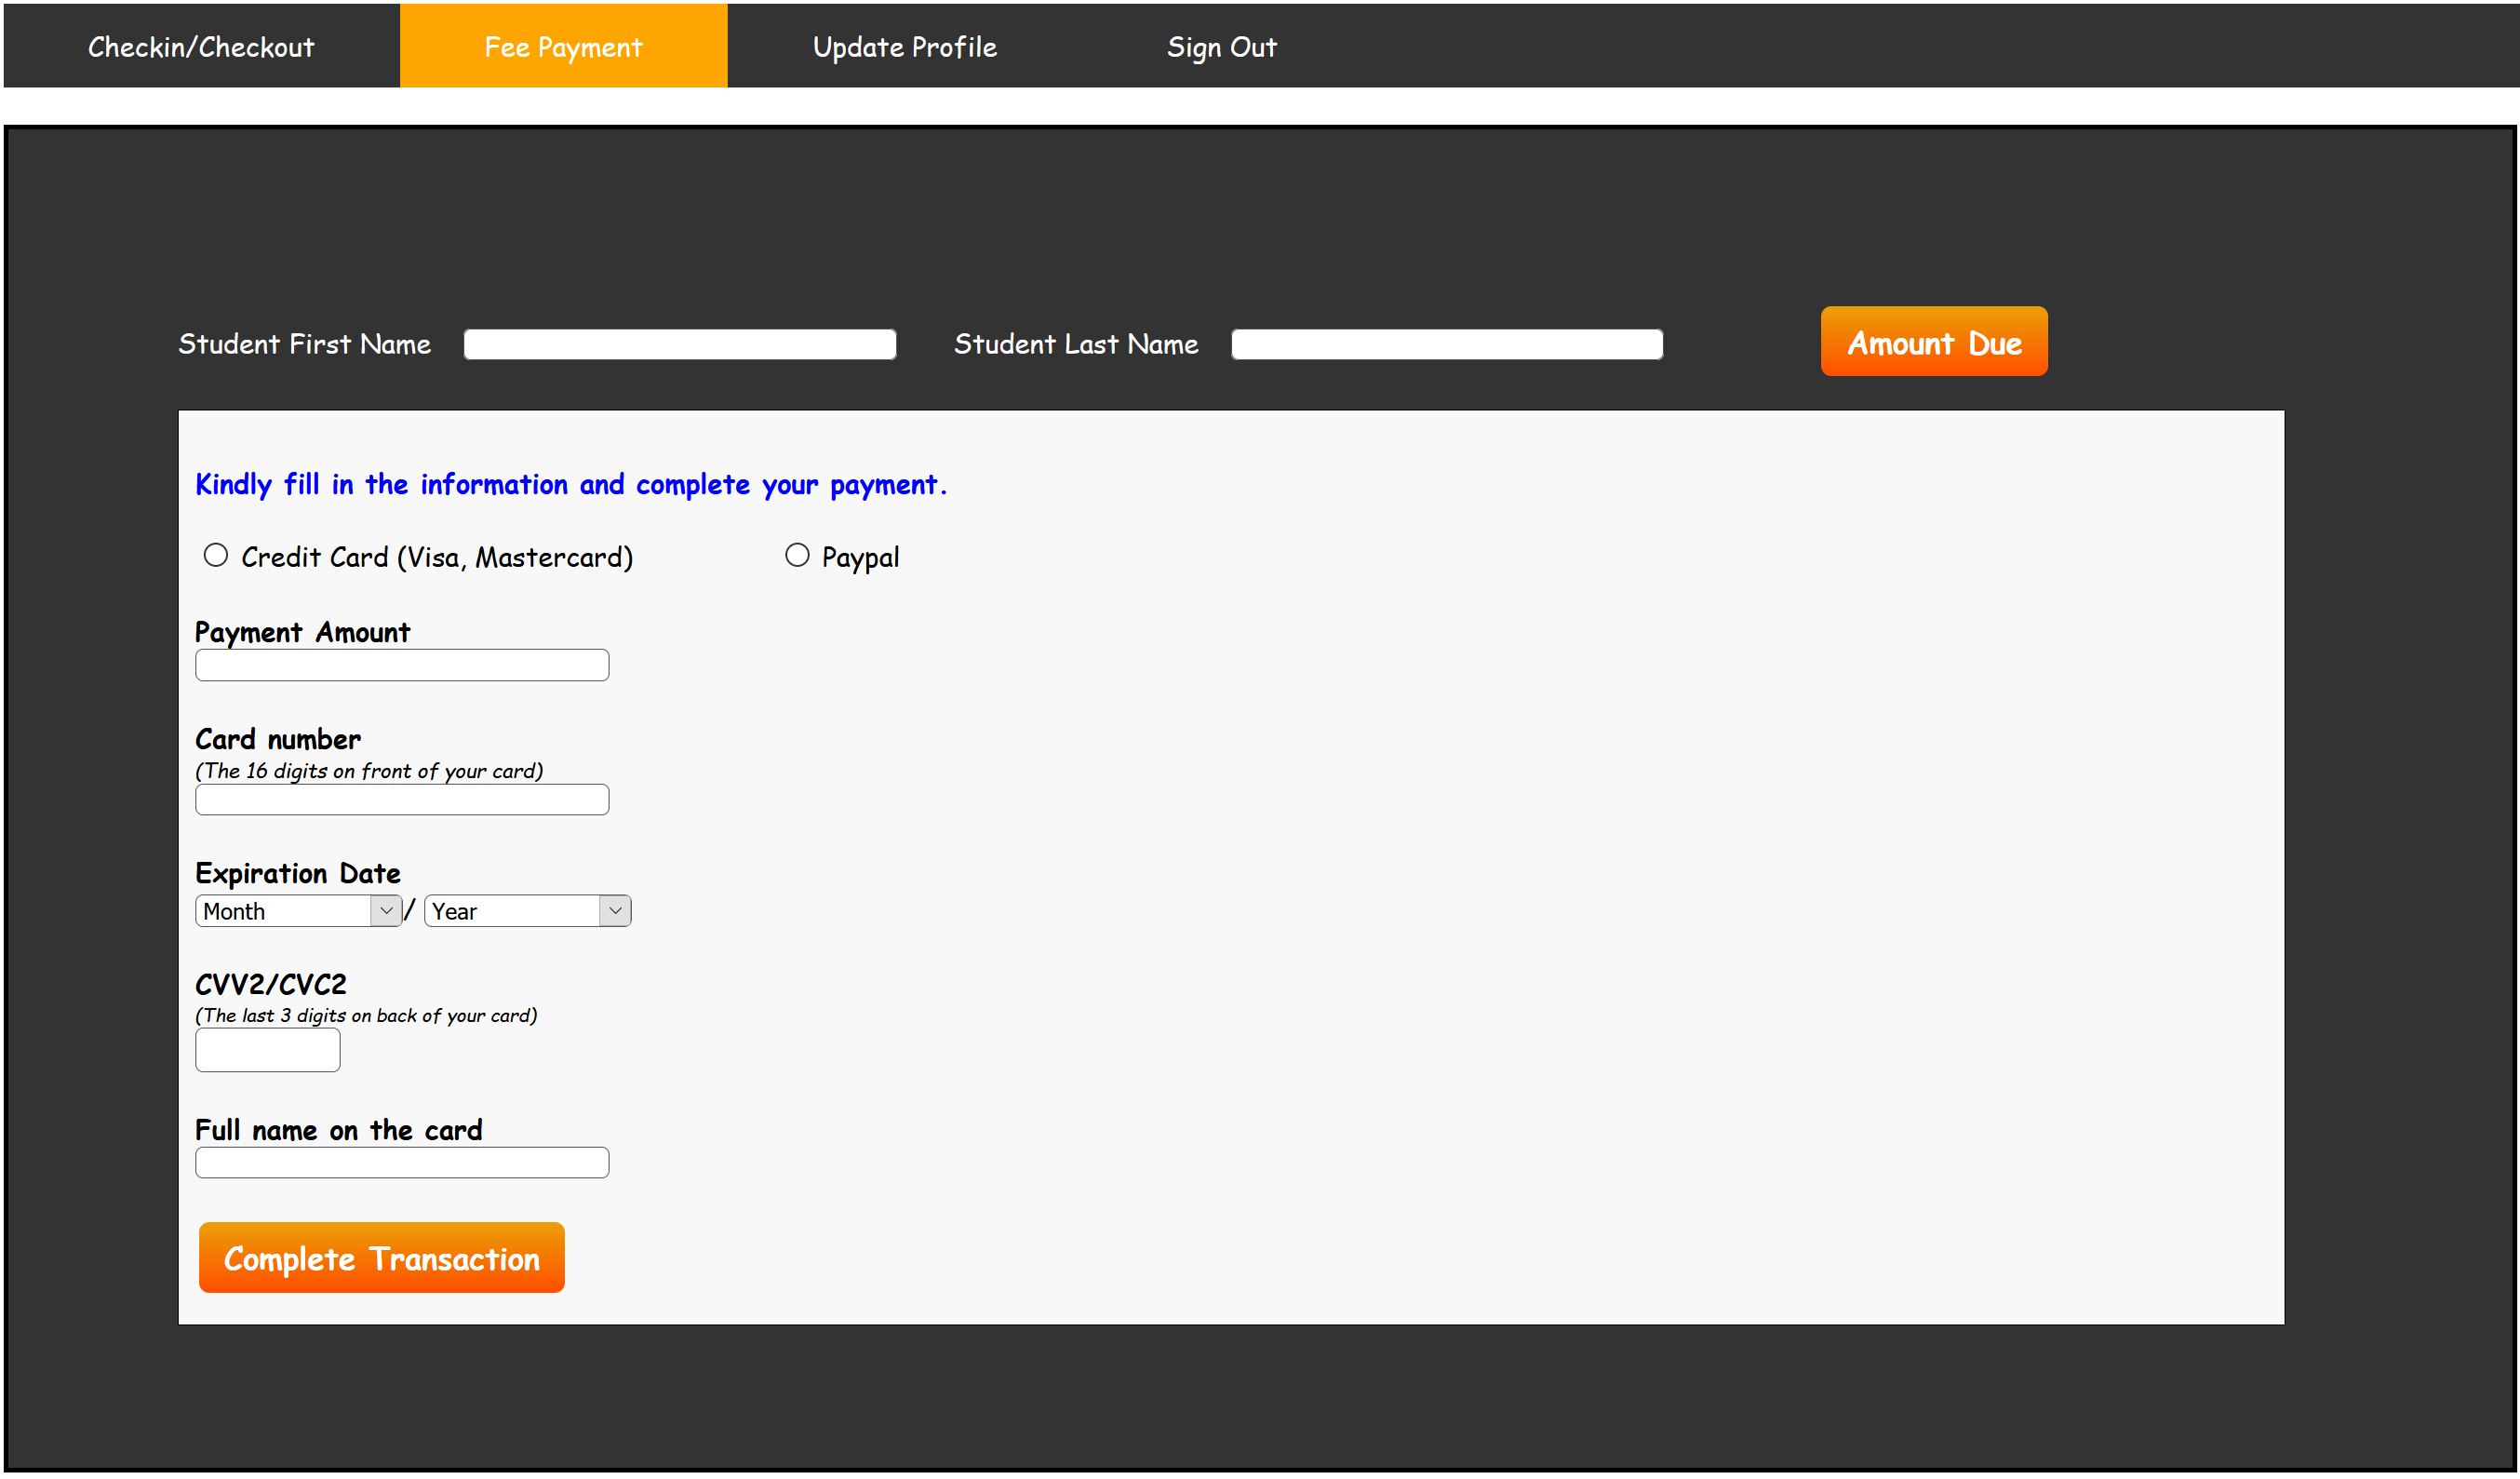 Checkin/Checkout Fee Payment Update Profile Sign Out
Student First Name Student Last Name Amount Due
Kindly fill in the information and complete your payment.
Credit Card (Visa, Mastercard) Paypal
Payment Amount
Card number
(The 16 digits on front of your card)
Expiration Date
Month / Year
CVV2/CVC2
(The last 3 digits on back of your card)
Full name on the card
Complete Transaction